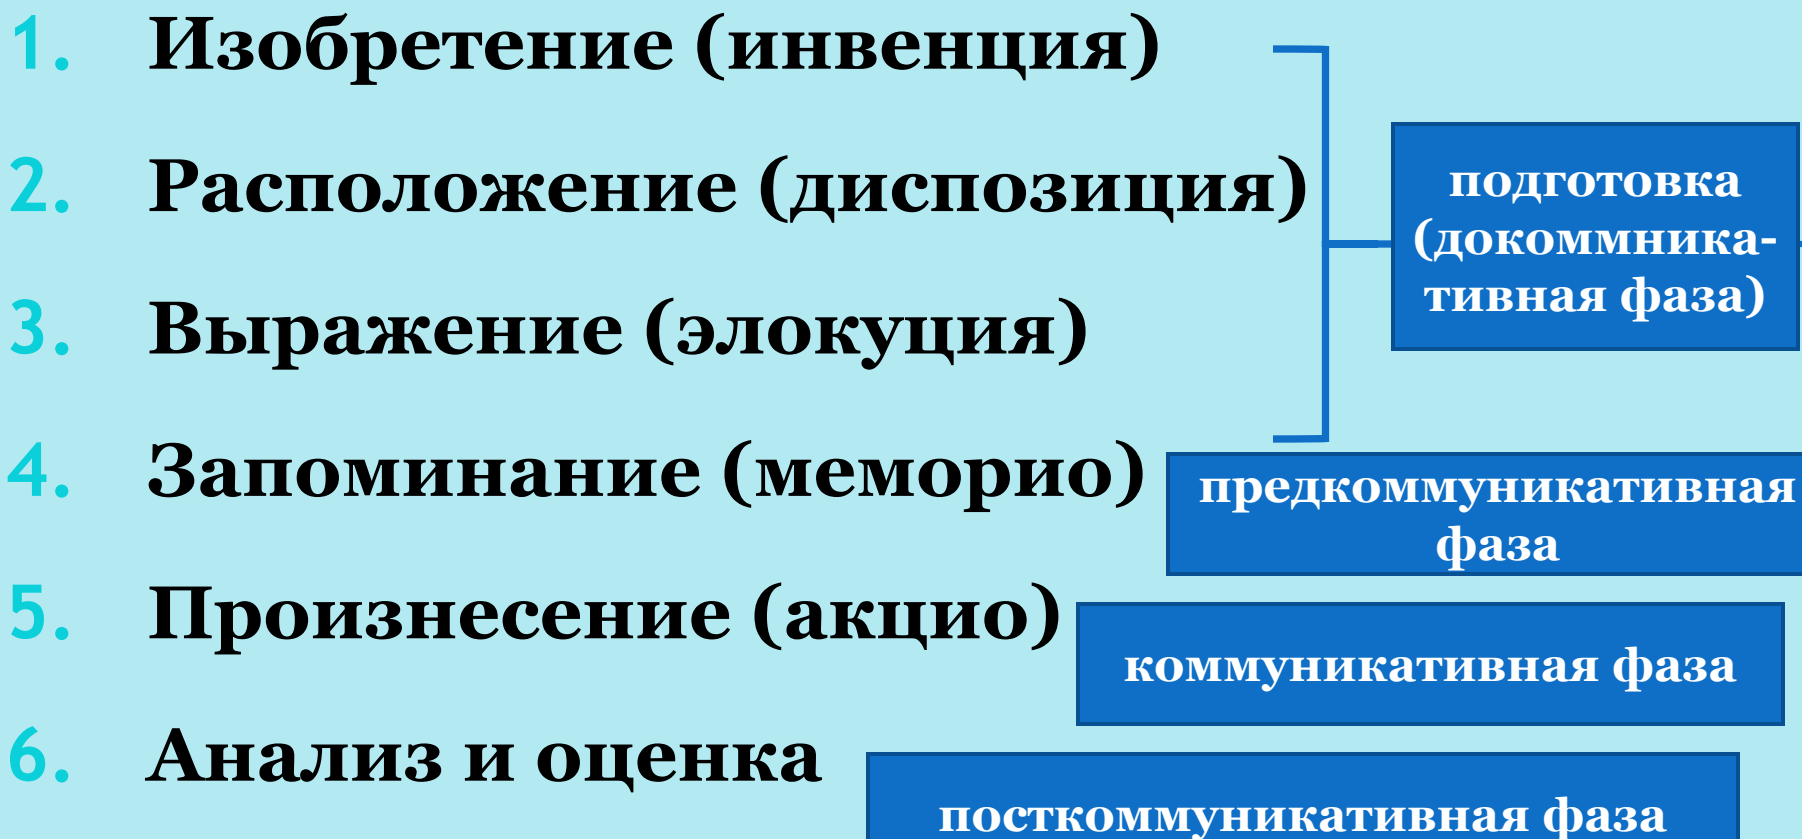 1. Изобретение (инвенция)
2. Расположение (диспозиция)
подготовка
(докоммника-
тивная фаза)
3. Выражение (элокуция)
4. Запоминание (меморио)
предкоммуникативная
фаза
5. Произнесение (акцио)
коммуникативная фаза
6. Анализ и оценка
посткоммуникативная фаза